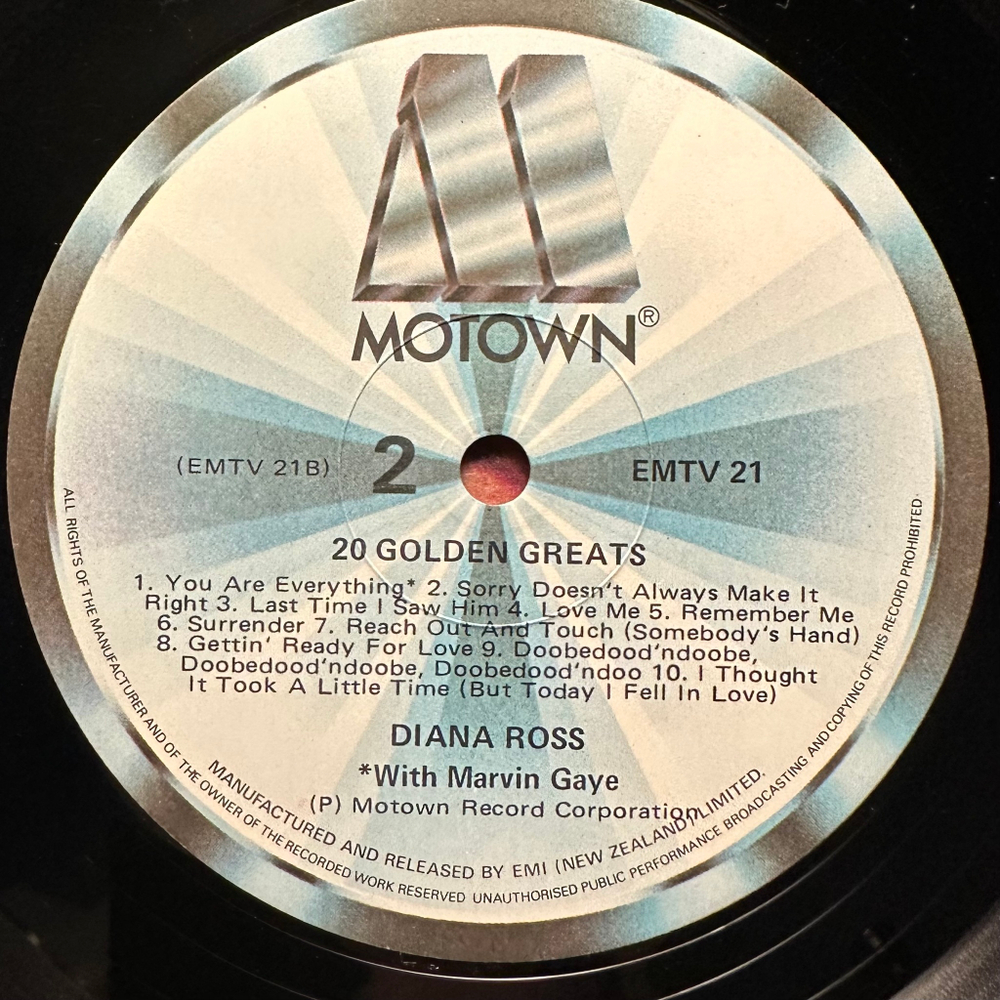 MOTOWN®
(EMTV 21B) 2 EMTV 21
20 GOLDEN GREATS
1. You Are Everything* 2. Sorry Doesn't Always Make It
Right 3. Last Time I Saw Him 4. Love Me 5. Remember Me
6. Surrender 7. Reach Out And Touch (Somebody's Hand)
8. Gettin' Ready For Love 9. Doobedood'ndoobe,
Doobedood'ndoobe, Doobedood'ndoo 10. I Thought
It Took A Little Time (But Today I Fell In Love)
DIANA ROSS
*With Marvin Gaye
(P) Motown Record Corporation
MANUFACTURED AND RELEASED BY EMI (NEW ZEALAND) LIMITED.
ALL RIGHTS OF THE MANUFACTURER AND OF THE OWNER OF THE RECORDED WORK RESERVED UNAUTHORISED PUBLIC PERFORMANCE BROADCASTING AND COPYING OF THIS RECORD PROHIBITED.